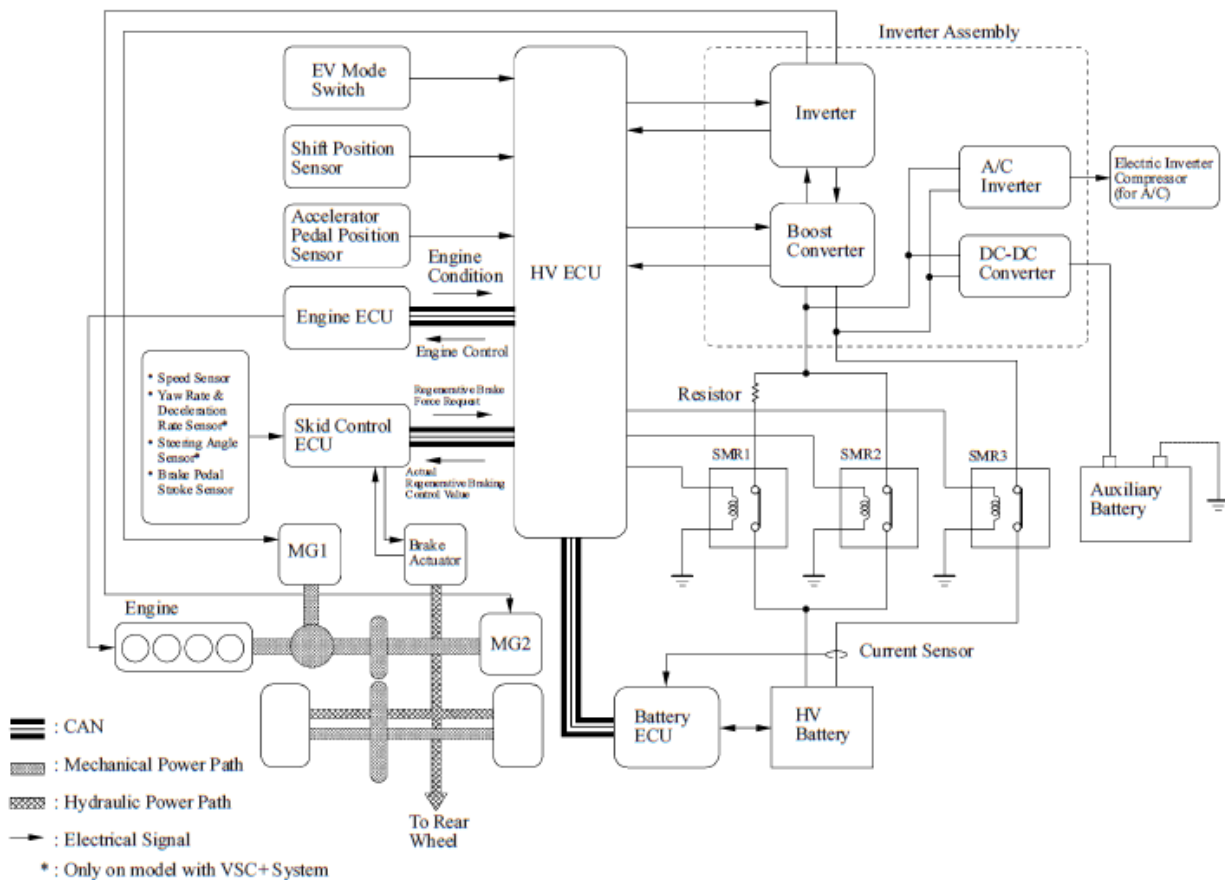 Inverter Assembly
EV Mode
Switch
Shift Position
Sensor
Accelerator
Pedal Position
Sensor
Engine
Condition
Engine ECU
Engine Control
* Speed Sensor
* Yaw Rate &
Deceleration
Rate Sensor*
* Steering Angle
Sensor*
* Brake Pedal
Stroke Sensor
Skid Control
ECU
Regenerative Brake
Force Request
Actual
Regenerative Braking
Control Value
HV ECU
Inverter
Boost
Converter
A/C
Inverter
Electric Inverter
Compressor
(for A/C)
DC-DC
Converter
Resistor
SMR1
SMR2
SMR3
Auxiliary
Battery
MG1
Brake
Actuator
Engine
MG2
Current Sensor
Battery
ECU
HV
Battery
To Rear
Wheel
: CAN
: Mechanical Power Path
: Hydraulic Power Path
: Electrical Signal
* : Only on model with VSC+ System